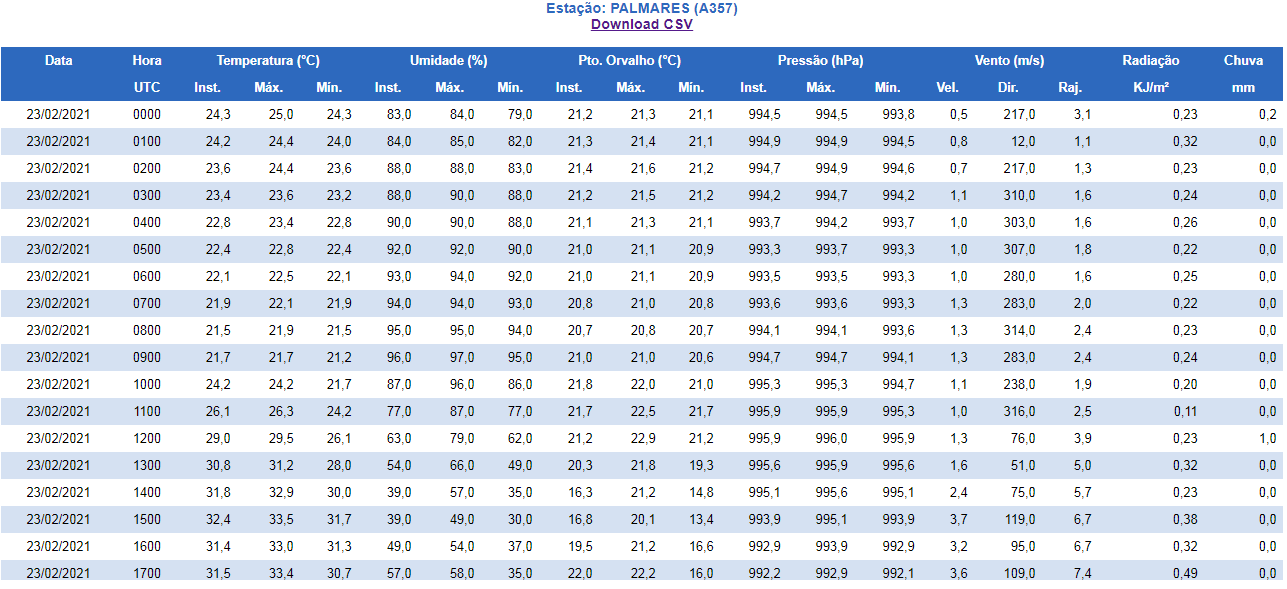 Estação: PALMARES (A357)
Download CSV
Data Hora Temperatura (°C) Umidade (%) Pto. Orvalho (°C) Pressão (hPa) Vento (m/s) Radiação Chuva
UTC Inst. Máx. Mín. Inst. Máx. Mín. Inst. Máx. Mín. Inst. Máx. Mín. Vel. Dir. Raj. KJ/m² mm
23/02/2021 0000 24,3 25,0 24,3 83,0 84,0 79,0 21,2 21,3 21,1 994,5 994,5 993,8 0,5 217,0 3,1 0,23 0,2
23/02/2021 0100 24,2 24,4 24,0 84,0 85,0 82,0 21,3 21,4 21,1 994,9 994,9 994,5 0,8 12,0 1,1 0,32 0,0
23/02/2021 0200 23,6 24,4 23,6 88,0 88,0 83,0 21,4 21,6 21,2 994,7 994,9 994,6 0,7 217,0 1,3 0,23 0,0
23/02/2021 0300 23,4 23,6 23,2 88,0 90,0 88,0 21,2 21,5 21,2 994,2 994,7 994,2 1,1 310,0 1,6 0,24 0,0
23/02/2021 0400 22,8 23,4 22,8 90,0 90,0 88,0 21,1 21,3 21,1 993,7 994,2 993,7 1,0 303,0 1,6 0,26 0,0
23/02/2021 0500 22,4 22,8 22,4 92,0 92,0 90,0 21,0 21,1 20,9 993,3 993,7 993,3 1,0 307,0 1,8 0,22 0,0
23/02/2021 0600 22,1 22,5 22,1 93,0 94,0 92,0 21,0 21,1 20,9 993,5 993,5 993,3 1,0 280,0 1,6 0,25 0,0
23/02/2021 0700 21,9 22,1 21,9 94,0 94,0 93,0 20,8 21,0 20,8 993,6 993,6 993,3 1,3 283,0 2,0 0,22 0,0
23/02/2021 0800 21,5 21,9 21,5 95,0 95,0 94,0 20,7 20,8 20,7 994,1 994,1 993,6 1,3 314,0 2,4 0,23 0,0
23/02/2021 0900 21,7 21,7 21,2 96,0 97,0 95,0 21,0 21,0 20,6 994,7 994,7 994,1 1,3 283,0 2,4 0,24 0,0
23/02/2021 1000 24,2 24,2 21,7 87,0 96,0 86,0 21,8 22,0 21,0 995,3 995,3 994,7 1,1 238,0 1,9 0,20 0,0
23/02/2021 1100 26,1 26,3 24,2 77,0 87,0 77,0 21,7 22,5 21,7 995,9 995,9 995,3 1,0 316,0 2,5 0,11 0,0
23/02/2021 1200 29,0 29,5 26,1 63,0 79,0 62,0 21,2 22,9 21,2 995,9 996,0 995,9 1,3 76,0 3,9 0,23 1,0
23/02/2021 1300 30,8 31,2 28,0 54,0 66,0 49,0 20,3 21,8 19,3 995,6 995,9 995,6 1,6 51,0 5,0 0,32 0,0
23/02/2021 1400 31,8 32,9 30,0 39,0 57,0 35,0 16,3 21,2 14,8 995,1 995,6 995,1 2,4 75,0 5,7 0,23 0,0
23/02/2021 1500 32,4 33,5 31,7 39,0 49,0 30,0 16,8 20,1 13,4 993,9 995,1 993,9 3,7 119,0 6,7 0,38 0,0
23/02/2021 1600 31,4 33,0 31,3 49,0 54,0 37,0 19,5 21,2 16,6 992,9 993,9 992,9 3,2 95,0 6,7 0,32 0,0
23/02/2021 1700 31,5 33,4 30,7 57,0 58,0 35,0 22,0 22,2 16,0 992,2 992,9 992,1 3,6 109,0 7,4 0,49 0,0